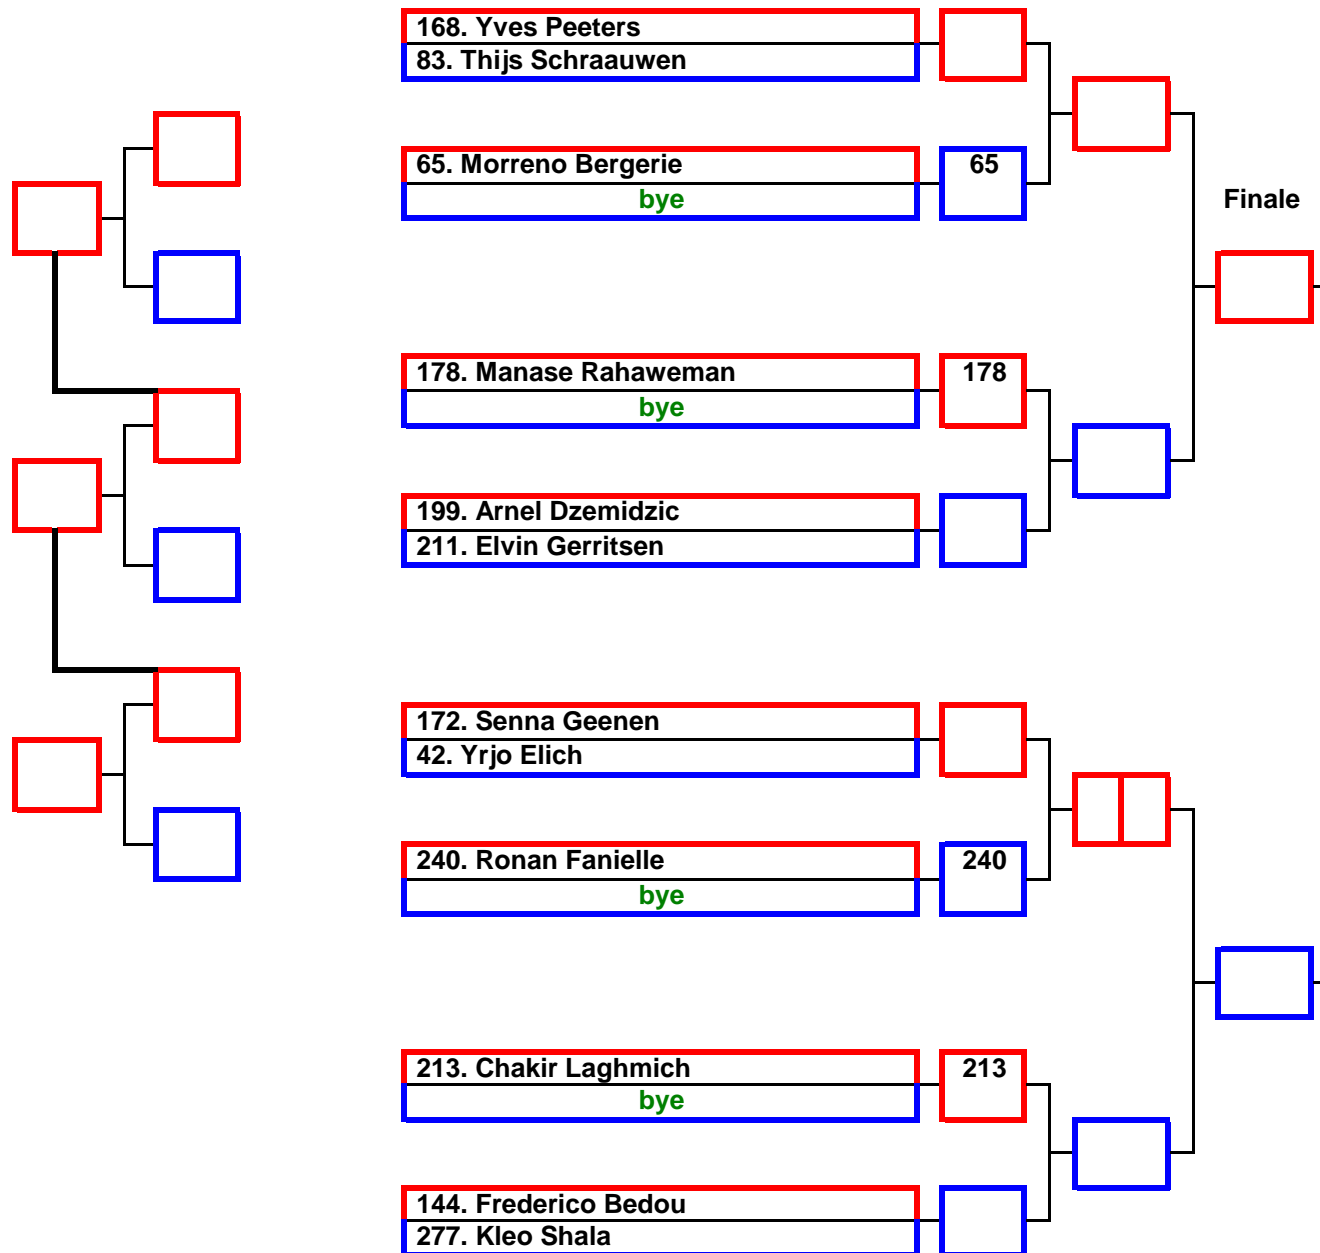 168. Yves Peeters
83. Thijs Schraauwen
65. Morreno Bergerie
65
bye
Finale
178. Manase Rahaweman
178
bye
199. Arnel Dzemidzic
211. Elvin Gerritsen
172. Senna Geenen
42. Yrjo Elich
240. Ronan Fanielle
240
bye
213. Chakir Laghmich
213
bye
144. Frederico Bedou
277. Kleo Shala